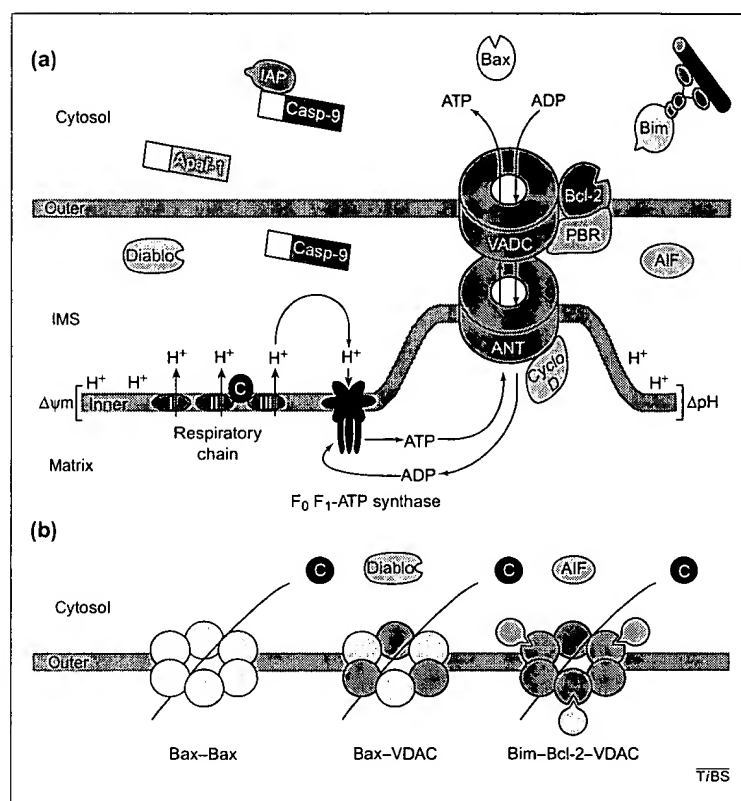 (a)
IAP
Casp-9
Bax
Cytosol
ATP
ADP
Bim
Apaf-1
Outer
Bcl-2
VADC
PBR
Diablo
Casp-9
AIF
IMS
ANT
Cyclo
D
H+
H+
H+
H+
H+
H+
H+
H+
C
Δψm
Inner
ΔpH
Respiratory
chain
ATP
Matrix
ADP
F0 F1-ATP synthase
(b)
C
Diablo
C
AIF
C
Cytosol
Outer
Bax–Bax
Bax–VDAC
Bim–Bcl-2–VDAC
TiBS